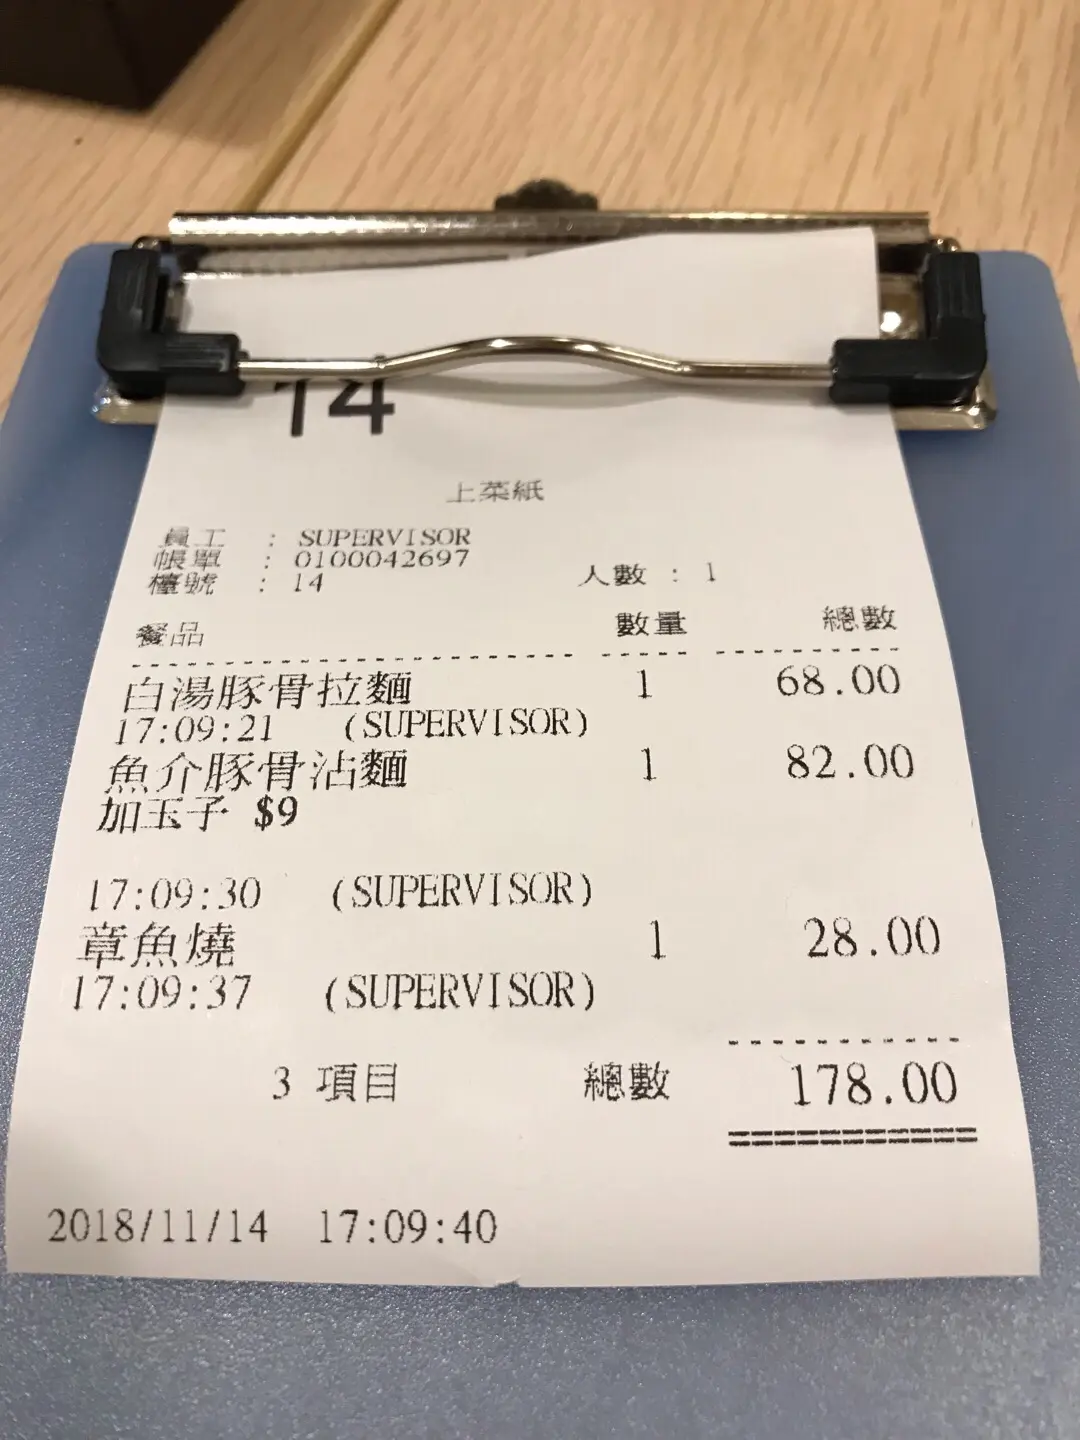 14
上菜紙
員工 : SUPERVISOR
帳單 : 0100042697
檯號 : 14 人數 : 1
餐品 數量 總數
白湯豚骨拉麵 1 68.00
17:09:21 (SUPERVISOR)
魚介豚骨沾麵 1 82.00
加玉子 $9
17:09:30 (SUPERVISOR)
章魚燒 1 28.00
17:09:37 (SUPERVISOR)
3 項目 總數 178.00
2018/11/14 17:09:40